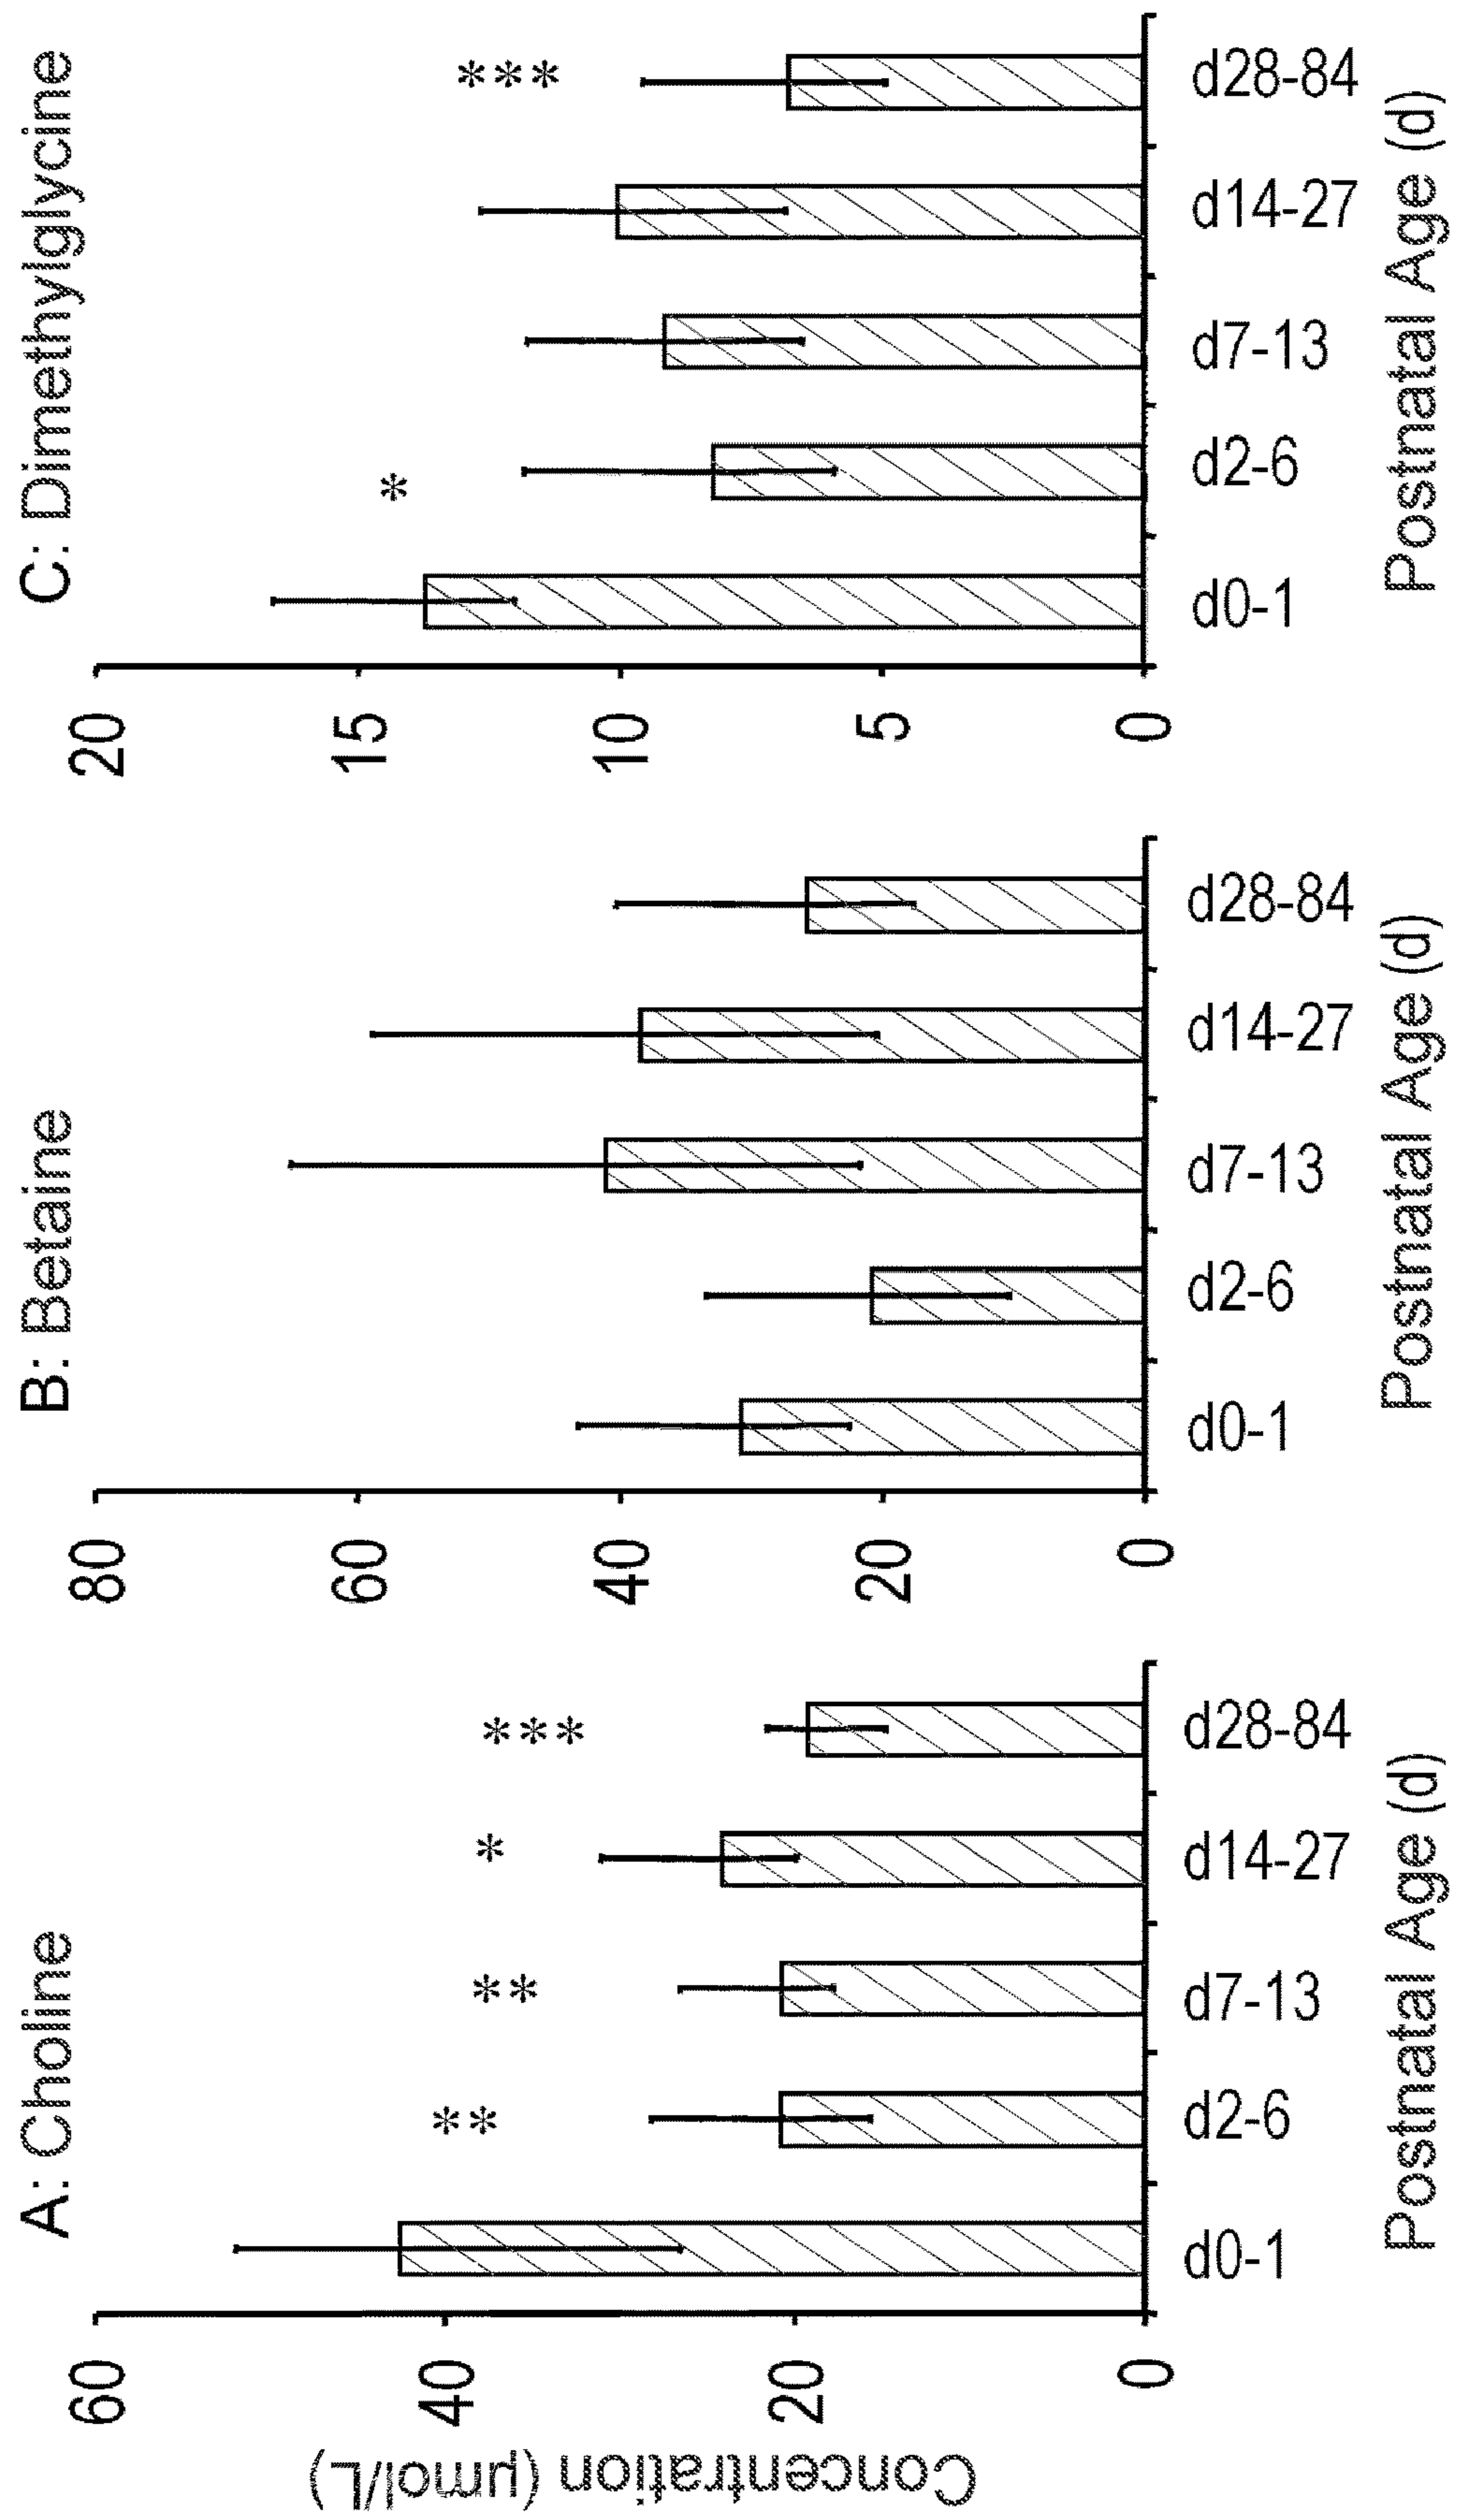 A: Choline
Concentration (µmol/L)
60
40
20
0
**
**
*
***
d0-1
d2-6
d7-13
d14-27
d28-84
Postnatal Age (d)
B: Betaine
80
60
40
20
0
d0-1
d2-6
d7-13
d14-27
d28-84
Postnatal Age (d)
C: Dimethylglycine
20
15
10
5
0
*
***
d0-1
d2-6
d7-13
d14-27
d28-84
Postnatal Age (d)